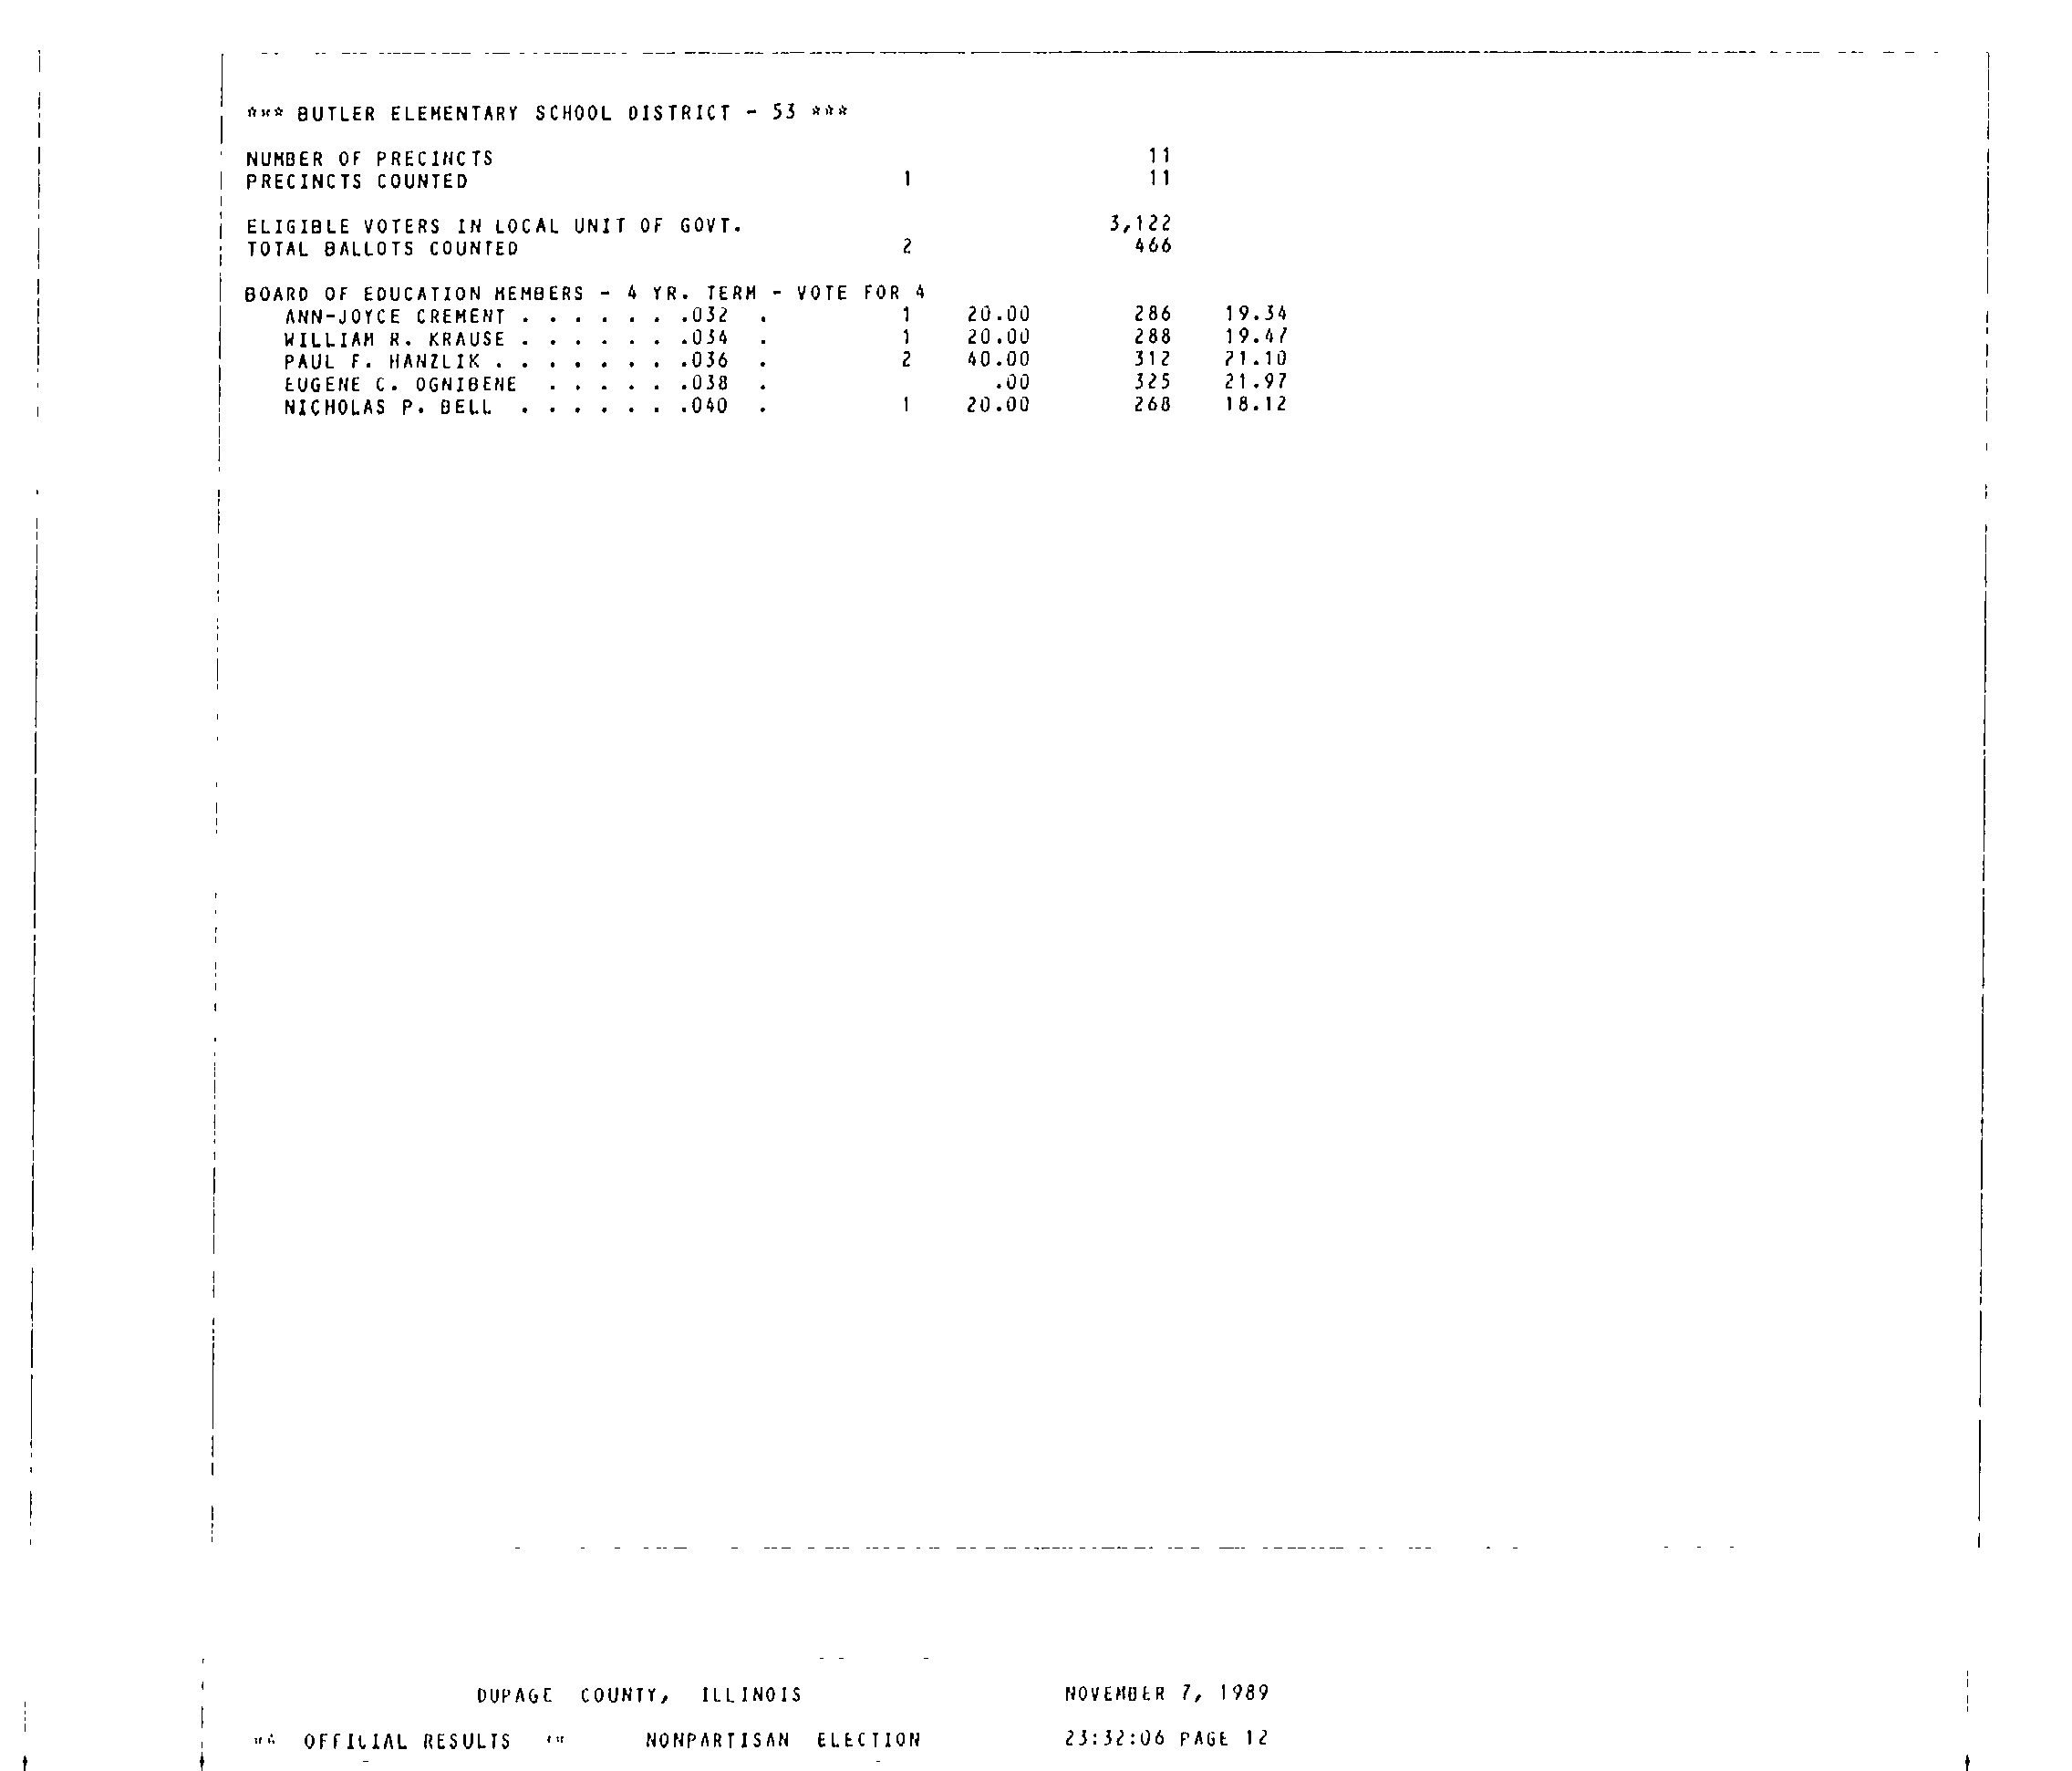 *** BUTLER ELEMENTARY SCHOOL DISTRICT - 53 ***
NUMBER OF PRECINCTS 11
PRECINCTS COUNTED 1 11
ELIGIBLE VOTERS IN LOCAL UNIT OF GOVT. 3,122
TOTAL BALLOTS COUNTED 2 466
BOARD OF EDUCATION MEMBERS - 4 YR. TERM - VOTE FOR 4
ANN-JOYCE CREMENT . . . . . . .032 . 1 20.00 286 19.34
WILLIAM R. KRAUSE . . . . . . .034 . 1 20.00 288 19.47
PAUL F. HANZLIK . . . . . . . .036 . 2 40.00 312 21.10
EUGENE C. OGNIBENE . . . . . .038 . .00 325 21.97
NICHOLAS P. BELL . . . . . . .040 . 1 20.00 268 18.12
DUPAGE COUNTY, ILLINOIS NOVEMBER 7, 1989
** OFFICIAL RESULTS ** NONPARTISAN ELECTION 23:32:06 PAGE 12